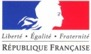 Liberté • Égalité • Fraternité
RÉPUBLIQUE FRANÇAISE